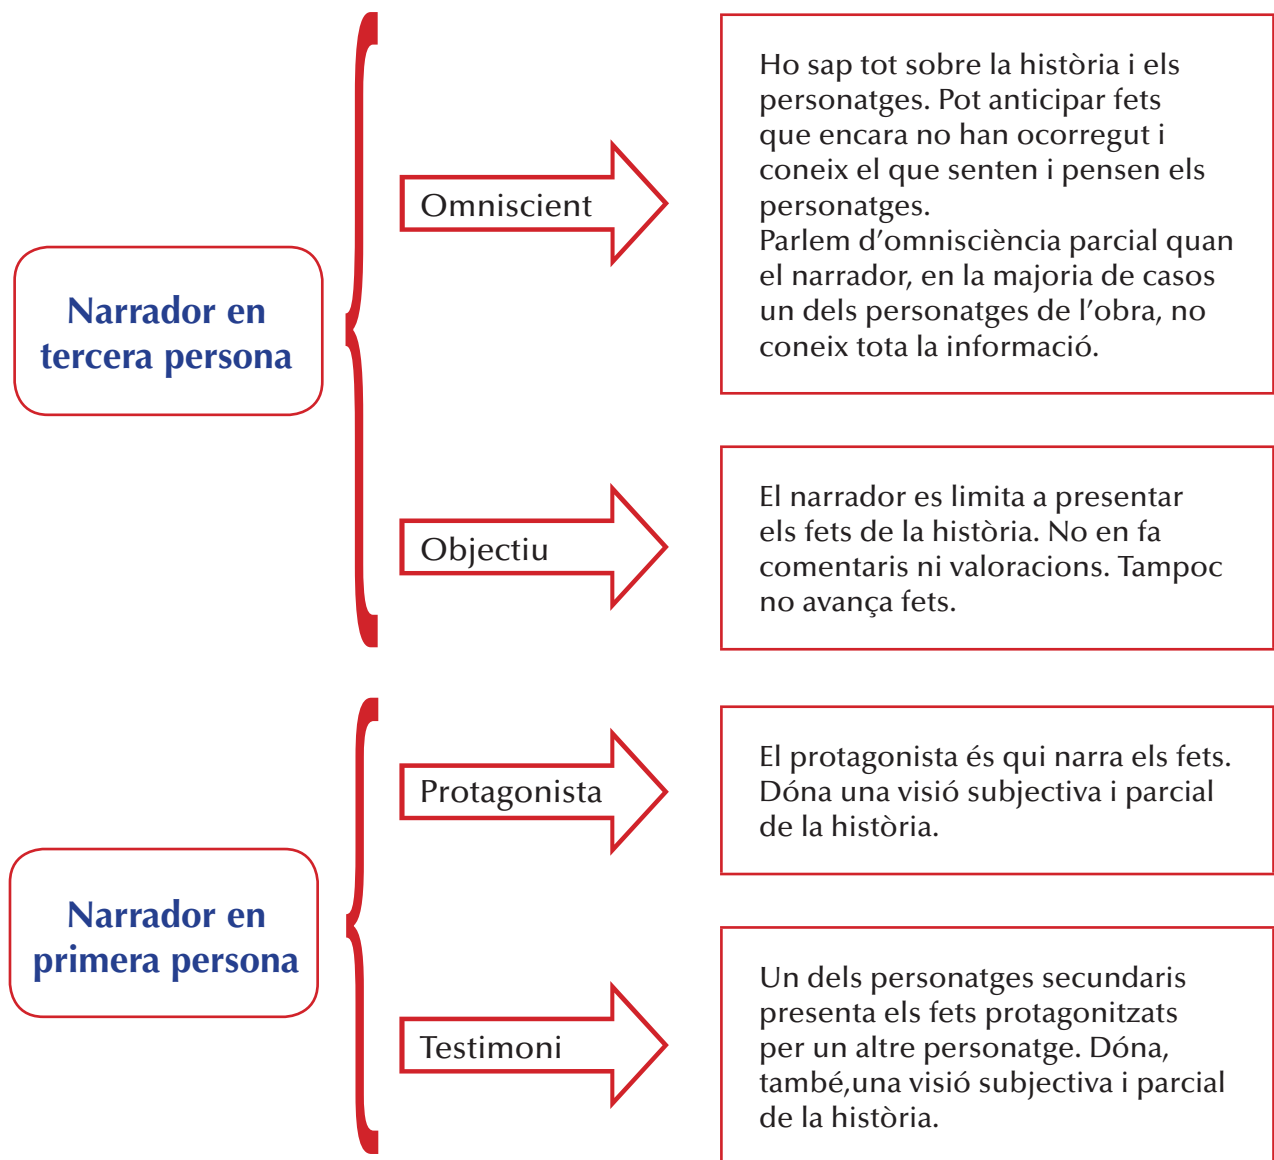 Narrador en
tercera persona
Omniscient
Ho sap tot sobre la història i els
personatges. Pot anticipar fets
que encara no han ocorregut i
coneix el que senten i pensen els
personatges.
Parlem d’omnisciència parcial quan
el narrador, en la majoria de casos
un dels personatges de l’obra, no
coneix tota la informació.
Objectiu
El narrador es limita a presentar
els fets de la història. No en fa
comentaris ni valoracions. Tampoc
no avança fets.
Narrador en
primera persona
Protagonista
El protagonista és qui narra els fets.
Dóna una visió subjectiva i parcial
de la història.
Testimoni
Un dels personatges secundaris
presenta els fets protagonitzats
per un altre personatge. Dóna,
també,una visió subjectiva i parcial
de la història.